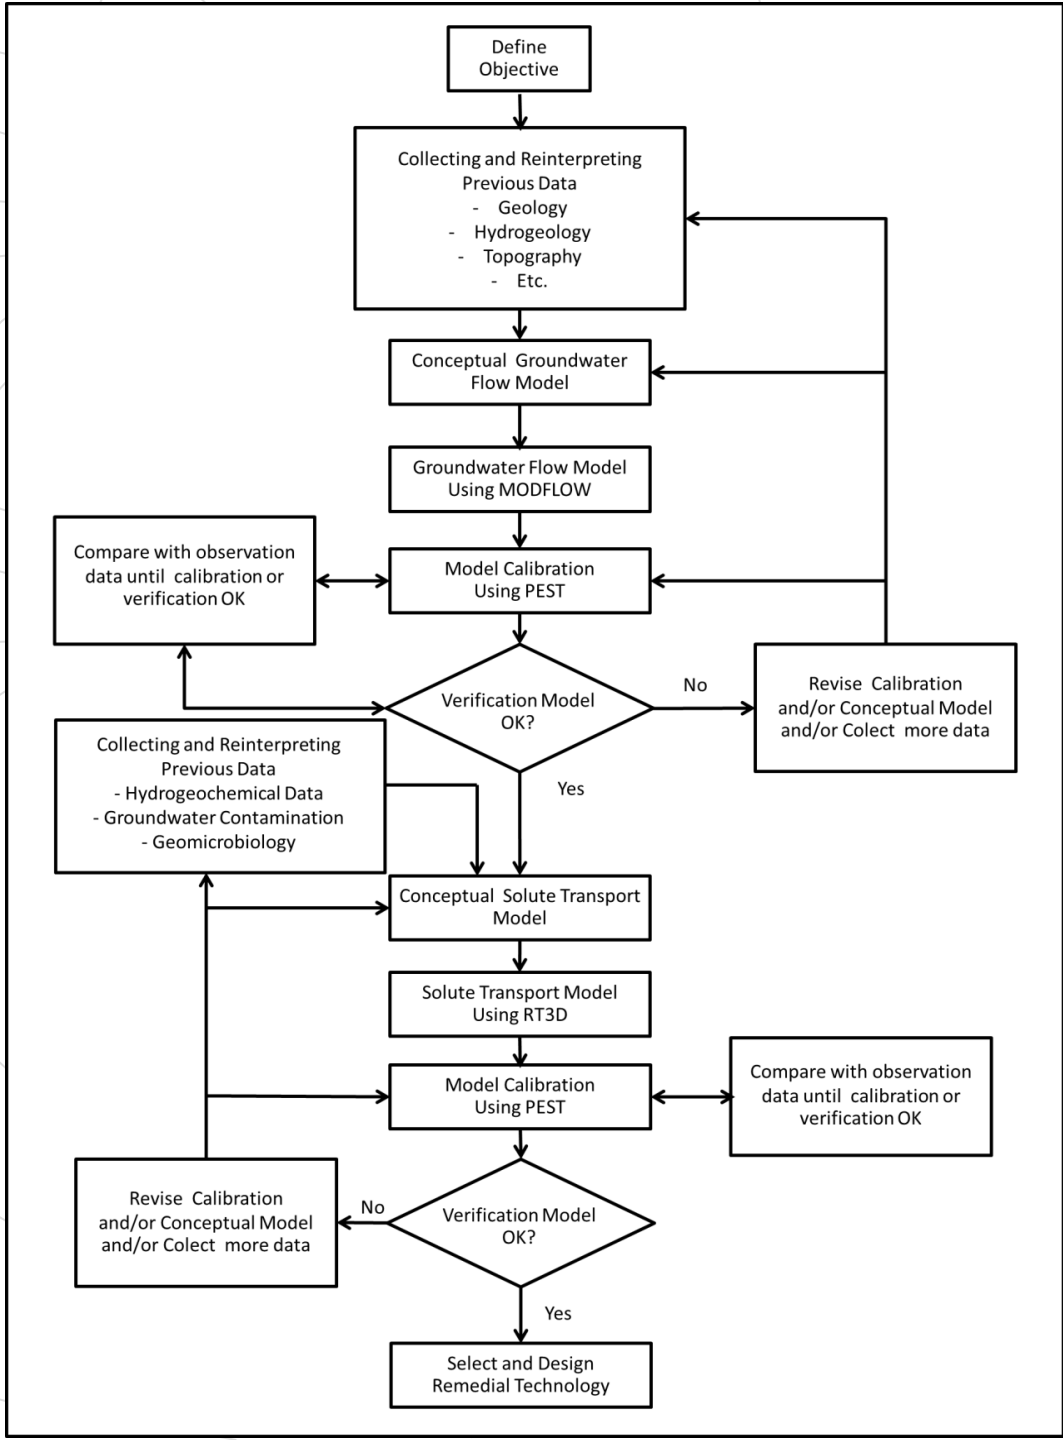 Define
Objective
Collecting and Reinterpreting
Previous Data
- Geology
- Hydrogeology
- Topography
- Etc.
Conceptual Groundwater
Flow Model
Groundwater Flow Model
Using MODFLOW
Compare with observation
data until calibration or
verification OK
Model Calibration
Using PEST
Verification Model
OK?
No
Revise Calibration
and/or Conceptual Model
and/or Colect more data
Yes
Collecting and Reinterpreting
Previous Data
- Hydrogeochemical Data
- Groundwater Contamination
- Geomicrobiology
Conceptual Solute Transport
Model
Solute Transport Model
Using RT3D
Model Calibration
Using PEST
Compare with observation
data until calibration or
verification OK
Verification Model
OK?
No
Revise Calibration
and/or Conceptual Model
and/or Colect more data
Yes
Select and Design
Remedial Technology